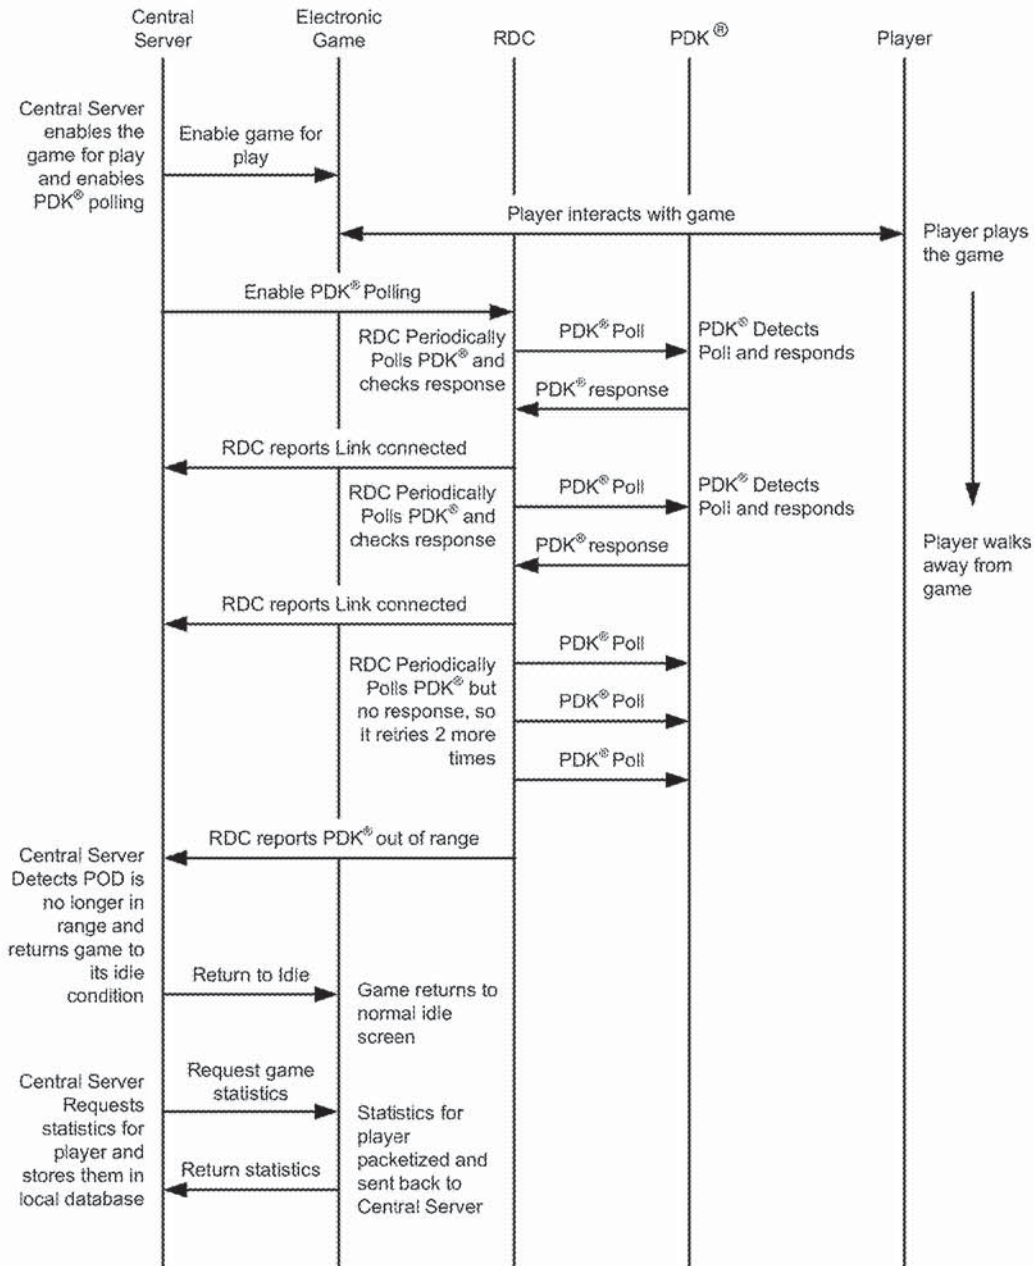 Central
Server
Electronic
Game
RDC
PDK®
Player
Central Server
enables the
game for play
and enables
PDK® polling
Enable game for
play
Player interacts with game
Player plays
the game
Enable PDK® Polling
RDC Periodically
Polls PDK® and
checks response
PDK® Poll
PDK® Detects
Poll and responds
PDK® response
RDC reports Link connected
RDC Periodically
Polls PDK® and
checks response
PDK® Poll
PDK® Detects
Poll and responds
PDK® response
Player walks
away from
game
RDC reports Link connected
RDC Periodically
Polls PDK® but
no response, so
it retries 2 more
times
PDK® Poll
PDK® Poll
PDK® Poll
RDC reports PDK® out of range
Central Server
Detects POD is
no longer in
range and
returns game to
its idle
condition
Return to Idle
Game returns to
normal idle
screen
Central Server
Requests
statistics for
player and
stores them in
local database
Request game
statistics
Statistics for
player
packetized and
sent back to
Central Server
Return statistics